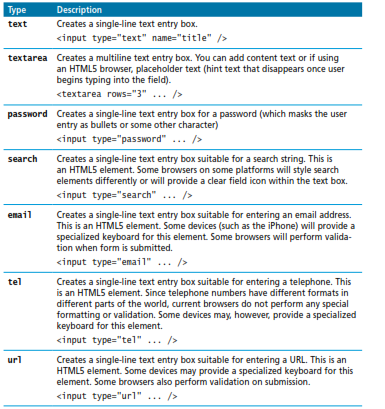 Type Description
text Creates a single-line text entry box.
<input type="text" name="title" />
textarea Creates a multiline text entry box. You can add content text or if using
an HTML5 browser, placeholder text (hint text that disappears once user
begins typing into the field).
<textarea rows="3" ... />
password Creates a single-line text entry box for a password (which masks the user
entry as bullets or some other character)
<input type="password" ... />
search Creates a single-line text entry box suitable for a search string. This is
an HTML5 element. Some browsers on some platforms will style search
elements differently or will provide a clear field icon within the text box.
<input type="search" ... />
email Creates a single-line text entry box suitable for entering an email address.
This is an HTML5 element. Some devices (such as the iPhone) will provide a
specialized keyboard for this element. Some browsers will perform valida-
tion when form is submitted.
<input type="email" ... />
tel Creates a single-line text entry box suitable for entering a telephone. This
is an HTML5 element. Since telephone numbers have different formats in
different parts of the world, current browsers do not perform any special
formatting or validation. Some devices may, however, provide a specialized
keyboard for this element.
<input type="tel" ... />
url Creates a single-line text entry box suitable for entering a URL. This is an
HTML5 element. Some devices may provide a specialized keyboard for this
element. Some browsers also perform validation on submission.
<input type="url" ... />